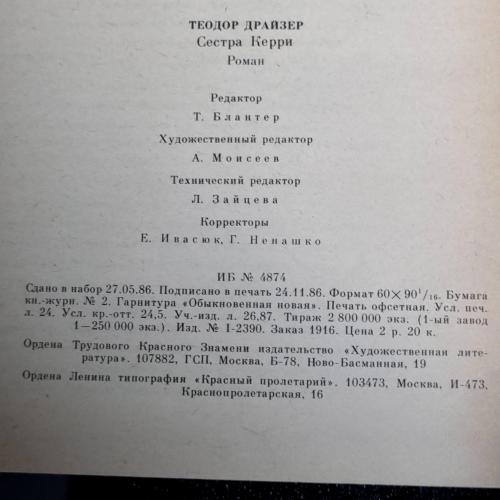 ТЕОДОР ДРАЙЗЕР
Сестра Керри
Роман
Редактор
Т. Блантер
Художественный редактор
А. Моисеев
Технический редактор
Л. Зайцева
Корректоры
Е. Ивасюк, Г. Ненашко
ИБ № 4874
Сдано в набор 27.05.86. Подписано в печать 24.11.86. Формат 60×90¹/₁₆. Бумага
кн.-журн. № 2. Гарнитура «Обыкновенная новая». Печать офсетная. Усл. печ.
л. 24. Усл. кр.-отт. 24,5. Уч.-изд. л. 26,87. Тираж 2 800 000 экз. (1-ый завод
1—250 000 экз.). Изд. № I-2390. Заказ 1916. Цена 2 р. 20 к.
Ордена Трудового Красного Знамени издательство «Художественная лите-
ратура». 107882, ГСП, Москва, Б-78, Ново-Басманная, 19
Ордена Ленина типография «Красный пролетарий». 103473, Москва, И-473,
Краснопролетарская, 16